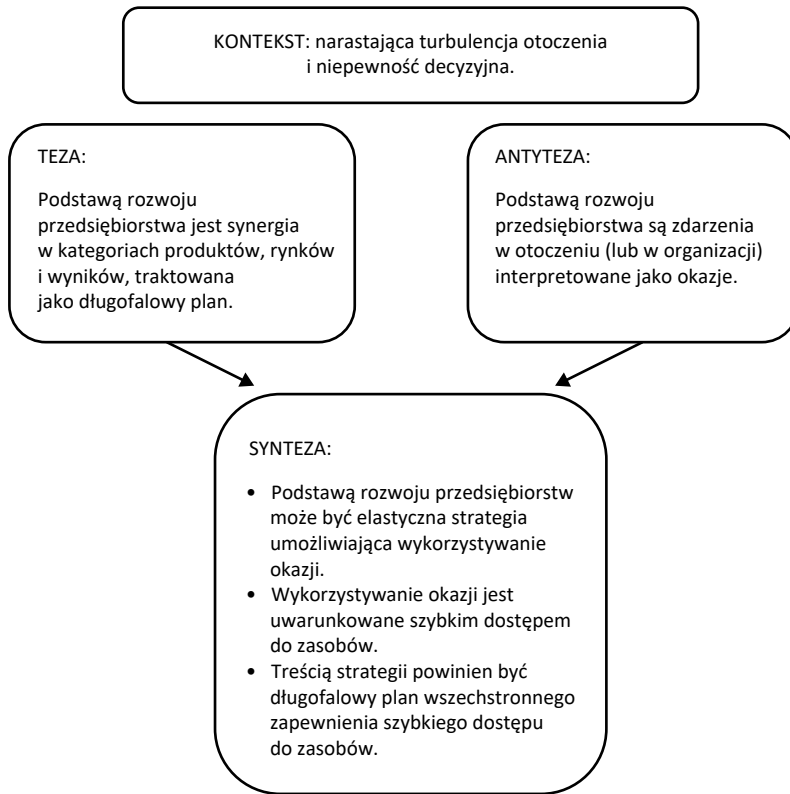 KONTEKST: narastająca turbulencja otoczenia
i niepewność decyzyjna.
TEZA:
Podstawą rozwoju
przedsiębiorstwa jest synergia
w kategoriach produktów, rynków
i wyników, traktowana
jako długofalowy plan.
ANTYTEZA:
Podstawą rozwoju
przedsiębiorstwa są zdarzenia
w otoczeniu (lub w organizacji)
interpretowane jako okazje.
SYNTEZA:
• Podstawą rozwoju przedsiębiorstw
może być elastyczna strategia
umożliwiająca wykorzystywanie
okazji.
• Wykorzystywanie okazji jest
uwarunkowane szybkim dostępem
do zasobów.
• Treścią strategii powinien być
długofalowy plan wszechstronnego
zapewnienia szybkiego dostępu
do zasobów.